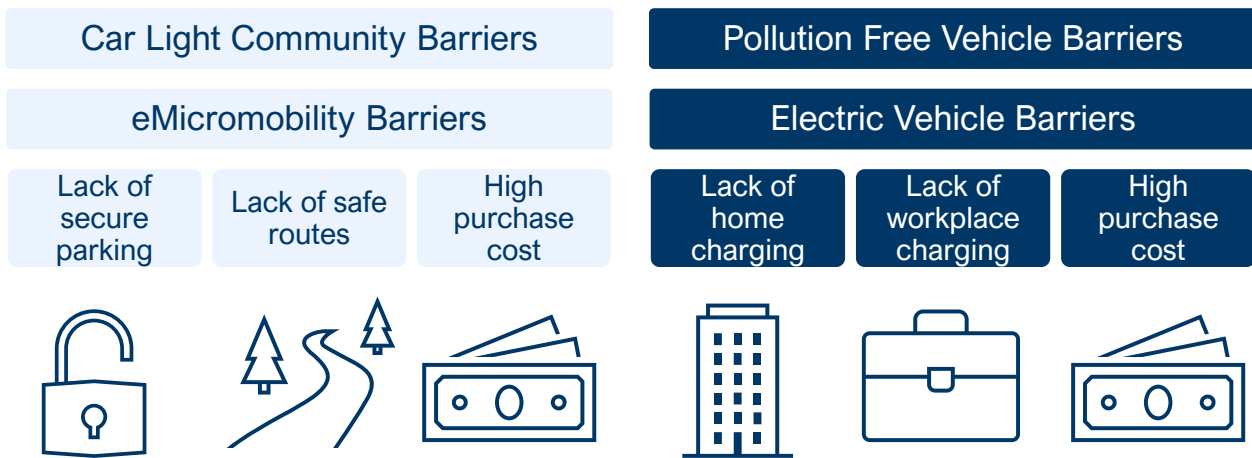 Car Light Community Barriers
Pollution Free Vehicle Barriers
eMicromobility Barriers
Electric Vehicle Barriers
Lack of
secure
parking
Lack of safe
routes
High
purchase
cost
Lack of
home
charging
Lack of
workplace
charging
High
purchase
cost